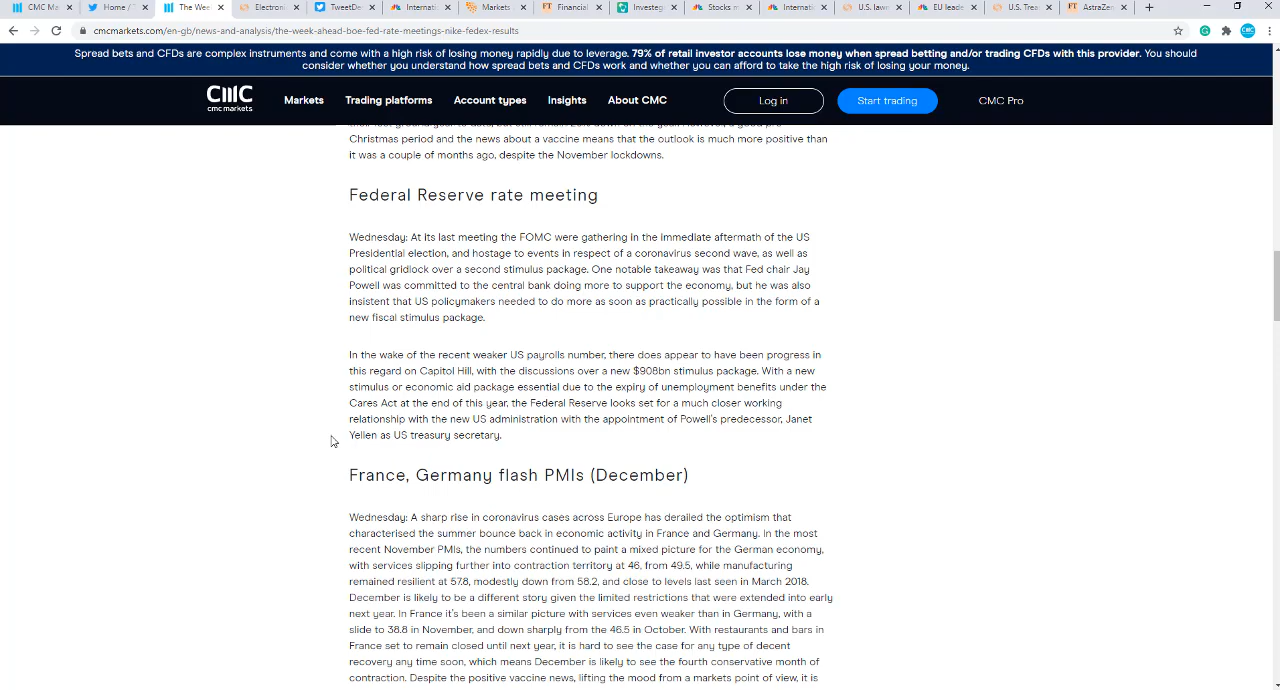 CMC Ma
Home / T
The Wee
Electroni
TweetDe
Internati
Markets
Financial
Investeg
Stocks m
Internati
U.S. lawn
EU leade
U.S. Trea
AstraZen
cmcmarkets.com/en-gb/news-and-analysis/the-week-ahead-boe-fed-rate-meetings-nike-fedex-results
Spread bets and CFDs are complex instruments and come with a high risk of losing money rapidly due to leverage. 79% of retail investor accounts lose money when spread betting and/or trading CFDs with this provider. You should
consider whether you understand how spread bets and CFDs work and whether you can afford to take the high risk of losing your money.
cmc markets
Markets
Trading platforms
Account types
Insights
About CMC
Log in
Start trading
CMC Pro
Christmas period and the news about a vaccine means that the outlook is much more positive than
it was a couple of months ago, despite the November lockdowns.
Federal Reserve rate meeting
Wednesday: At its last meeting the FOMC were gathering in the immediate aftermath of the US
Presidential election, and hostage to events in respect of a coronavirus second wave, as well as
political gridlock over a second stimulus package. One notable takeaway was that Fed chair Jay
Powell was committed to the central bank doing more to support the economy, but he was also
insistent that US policymakers needed to do more as soon as practically possible in the form of a
new fiscal stimulus package.
In the wake of the recent weaker US payrolls number, there does appear to have been progress in
this regard on Capitol Hill, with the discussions over a new $908bn stimulus package. With a new
stimulus or economic aid package essential due to the expiry of unemployment benefits under the
Cares Act at the end of this year, the Federal Reserve looks set for a much closer working
relationship with the new US administration with the appointment of Powell's predecessor, Janet
Yellen as US treasury secretary.
France, Germany flash PMIs (December)
Wednesday: A sharp rise in coronavirus cases across Europe has derailed the optimism that
characterised the summer bounce back in economic activity in France and Germany. In the most
recent November PMIs, the numbers continued to paint a mixed picture for the German economy,
with services slipping further into contraction territory at 46, from 49.5, while manufacturing
remained resilient at 57.8, modestly down from 58.2, and close to levels last seen in March 2018.
December is likely to be a different story given the limited restrictions that were extended into early
next year. In France it's been a similar picture with services even weaker than in Germany, with a
slide to 38.8 in November, and down sharply from the 46.5 in October. With restaurants and bars in
France set to remain closed until next year, it is hard to see the case for any type of decent
recovery any time soon, which means December is likely to see the fourth conservative month of
contraction. Despite the positive vaccine news, lifting the mood from a markets point of view, it is